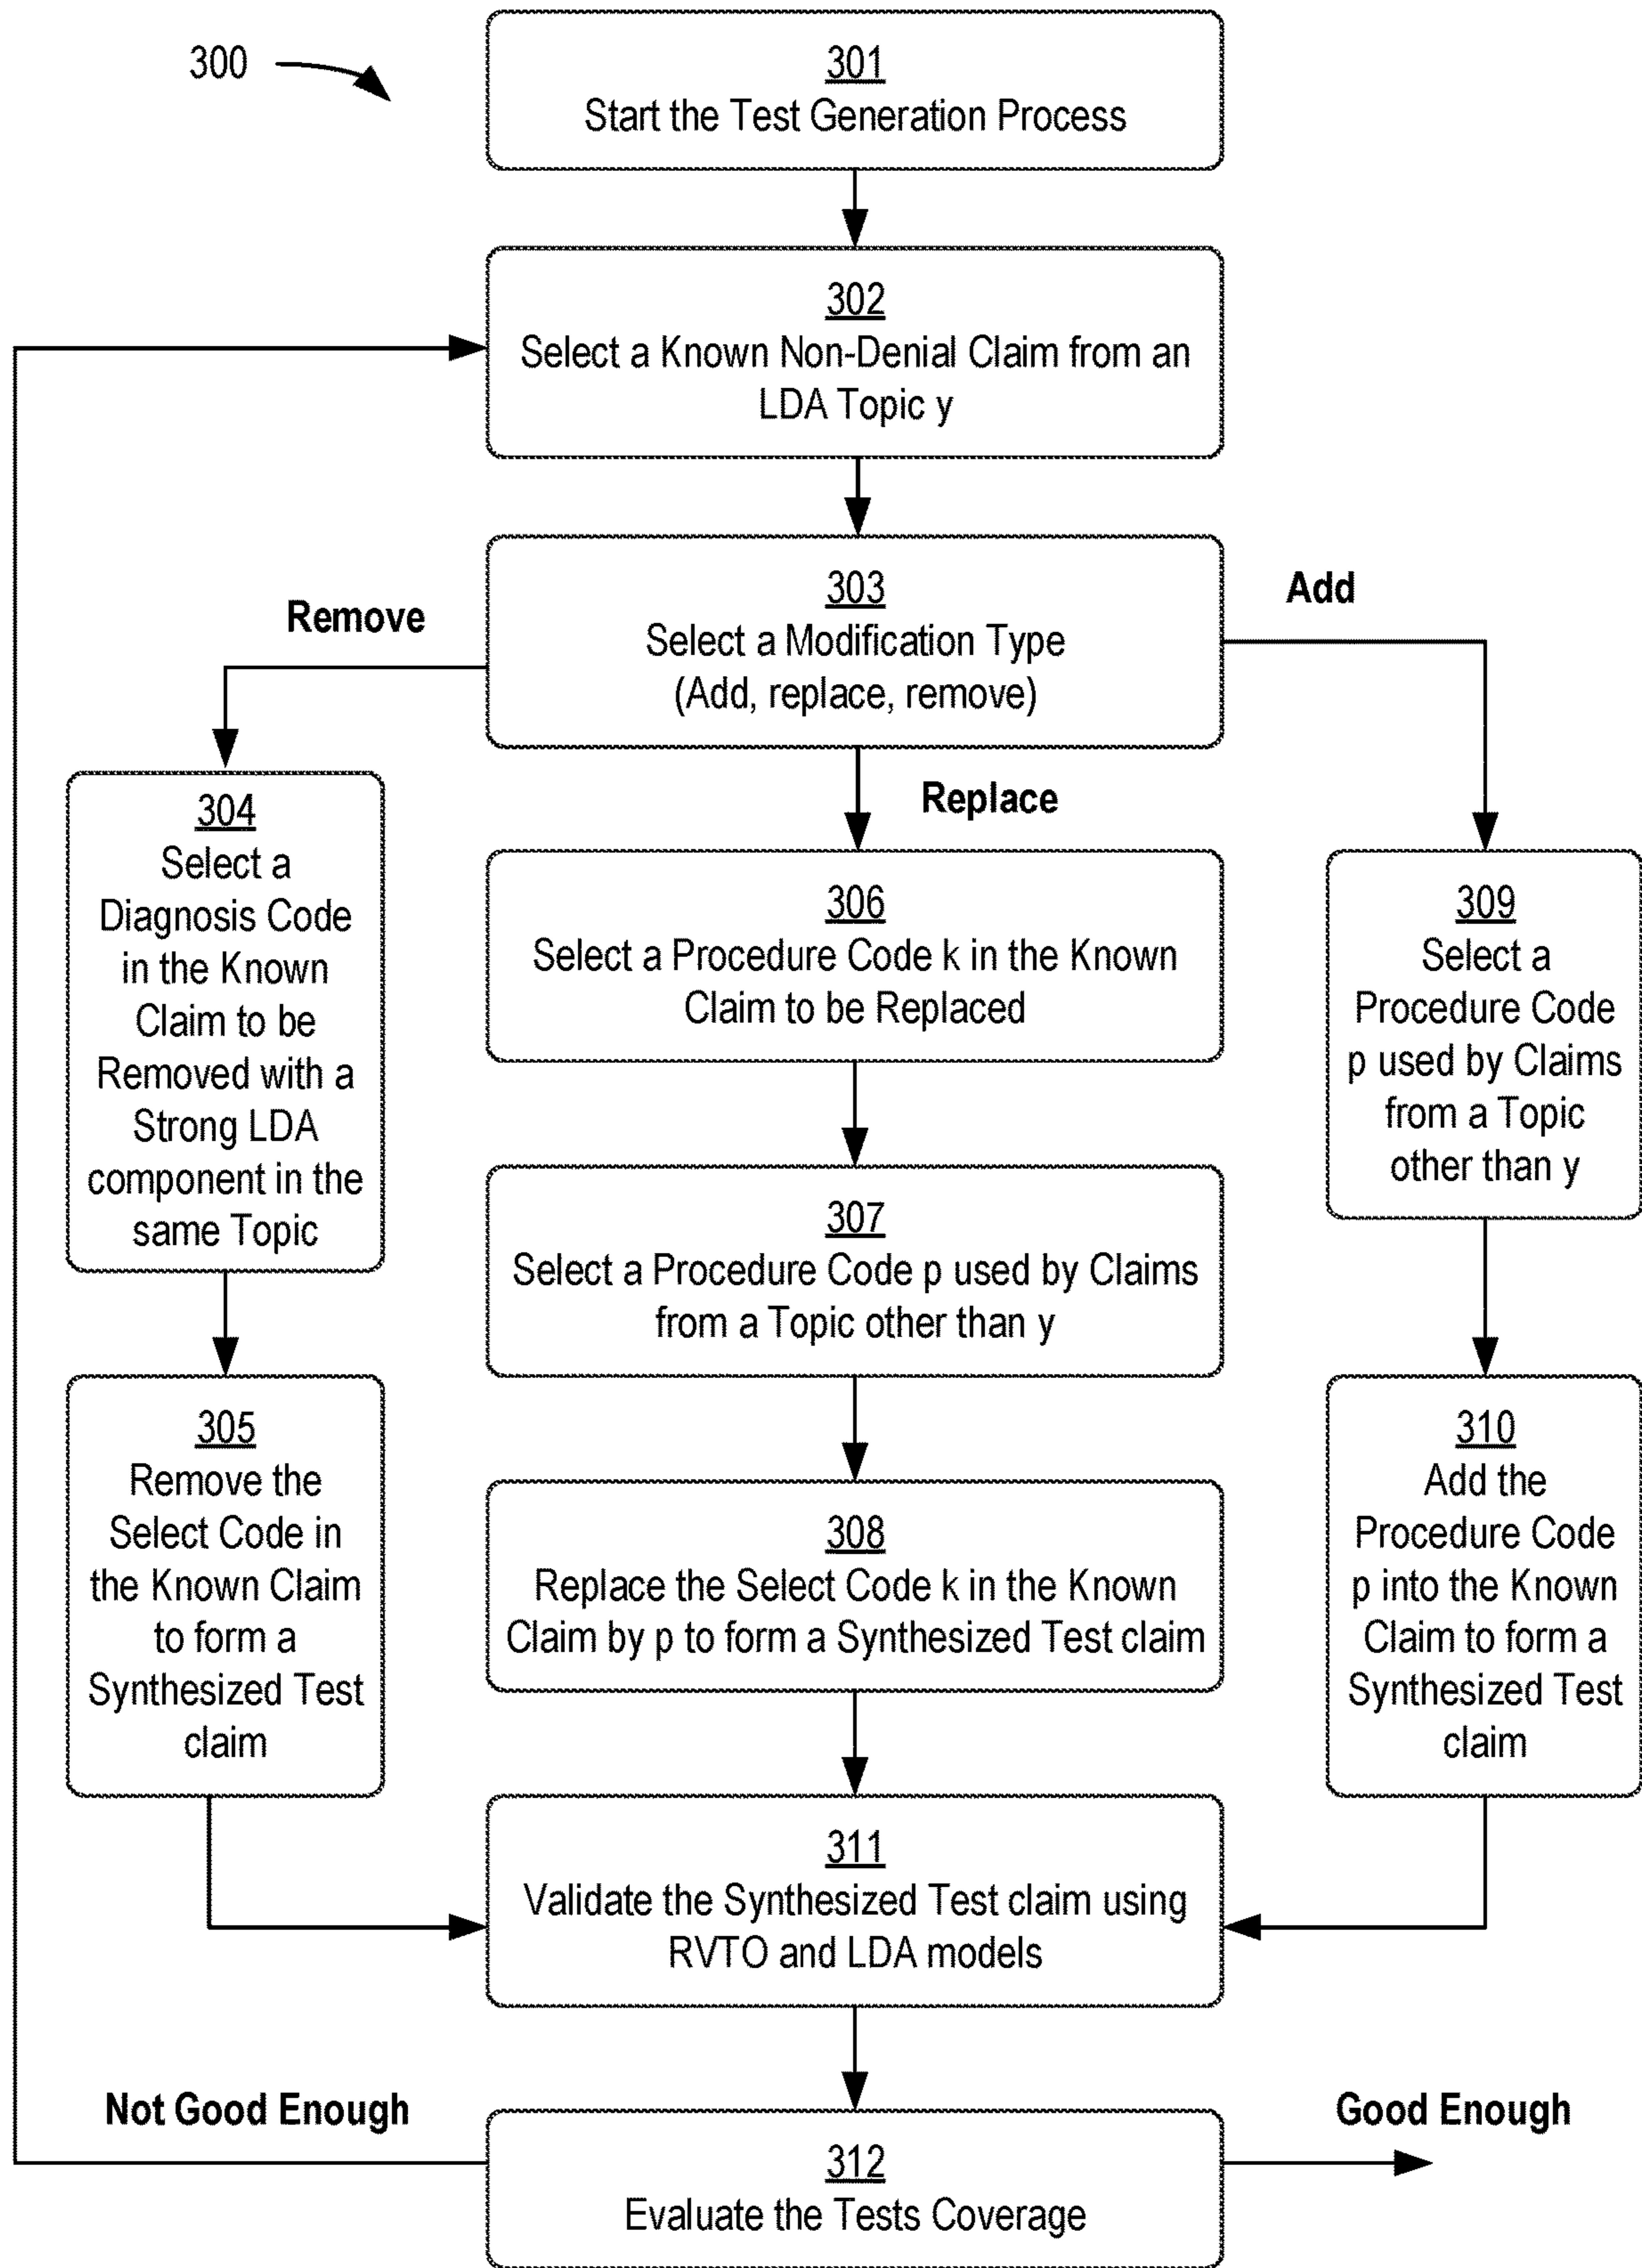 300
301
Start the Test Generation Process
302
Select a Known Non-Denial Claim from an
LDA Topic y
303
Select a Modification Type
(Add, replace, remove)
Remove
Add
Replace
304
Select a
Diagnosis Code
in the Known
Claim to be
Removed with a
Strong LDA
component in the
same Topic
305
Remove the
Select Code in
the Known Claim
to form a
Synthesized Test
claim
306
Select a Procedure Code k in the Known
Claim to be Replaced
307
Select a Procedure Code p used by Claims
from a Topic other than y
308
Replace the Select Code k in the Known
Claim by p to form a Synthesized Test claim
309
Select a
Procedure Code
p used by Claims
from a Topic
other than y
310
Add the
Procedure Code
p into the Known
Claim to form a
Synthesized Test
claim
311
Validate the Synthesized Test claim using
RVTO and LDA models
Not Good Enough
Good Enough
312
Evaluate the Tests Coverage